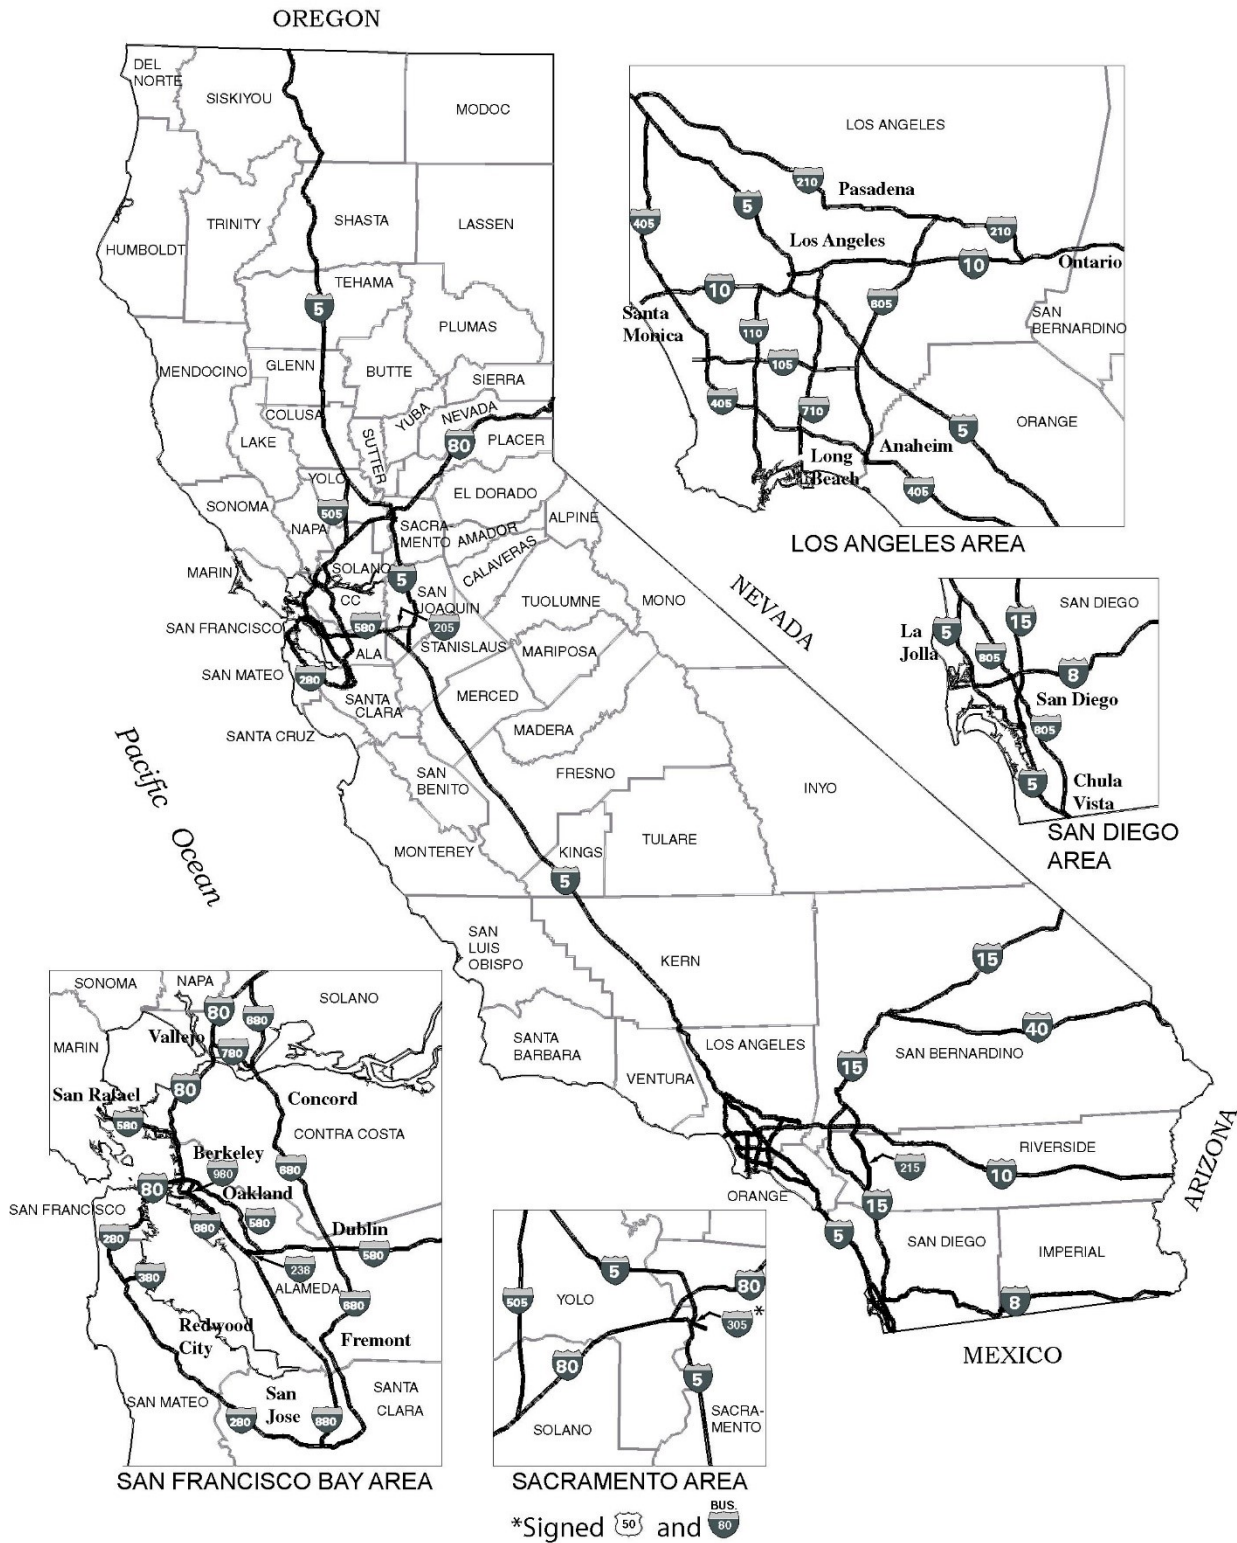 OREGON
DEL
NORTE
SISKIYOU
MODOC
TRINITY
SHASTA
LASSEN
HUMBOLDT
TEHAMA
5
PLUMAS
MENDOCINO
GLENN
BUTTE
SIERRA
COLUSA
YUBA
NEVADA
LAKE
SUTTER
80
PLACER
YOLO
EL DORADO
SONOMA
505
NAPA
SACRA-
MENTO
AMADOR
ALPINE
MARIN
SOLANO
5
CALAVERAS
CC
SAN
JOAQUIN
TUOLUMNE
MONO
SAN FRANCISCO
580
205
ALA
STANISLAUS
MARIPOSA
SAN MATEO
280
SANTA
CLARA
MERCED
SANTA CRUZ
MADERA
SAN
BENITO
FRESNO
INYO
MONTEREY
KINGS
TULARE
5
NEVADA
Pacific Ocean
SAN
LUIS
OBISPO
KERN
15
40
SANTA
BARBARA
VENTURA
LOS ANGELES
SAN BERNARDINO
15
RIVERSIDE
215
10
ARIZONA
ORANGE
15
5
SAN DIEGO
IMPERIAL
8
MEXICO
LOS ANGELES
210
Pasadena
5
405
210
Los Angeles
10
Ontario
10
Santa
Monica
605
SAN
BERNARDINO
110
105
405
710
5
ORANGE
Anaheim
Long
Beach
405
LOS ANGELES AREA
SAN DIEGO
15
5
La
Jolla
805
8
San Diego
805
5
Chula
Vista
SAN DIEGO
AREA
SONOMA
NAPA
SOLANO
80
680
Vallejo
MARIN
780
80
San Rafael
Concord
580
CONTRA COSTA
Berkeley
980
680
80
Oakland
SAN FRANCISCO
880
580
Dublin
280
580
238
380
ALAMEDA
680
Redwood
City
Fremont
SAN MATEO
San
Jose
SANTA
CLARA
280
880
SAN FRANCISCO BAY AREA
5
80
505
YOLO
305
*
80
5
SOLANO
SACRA-
MENTO
SACRAMENTO AREA
*Signed 50 and BUS. 80